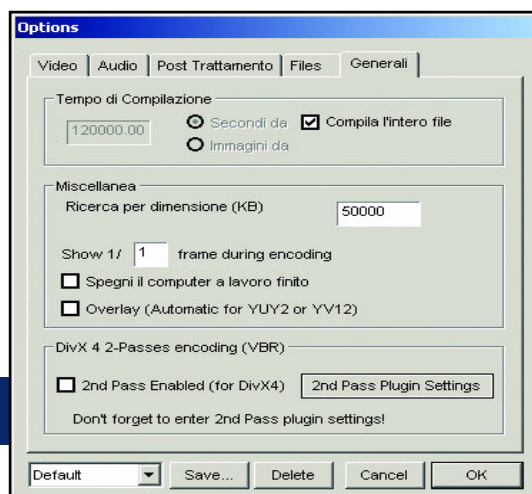 Options
Video Audio Post Trattamento Files Generali
Tempo di Compilazione
120000.00 Secondi da Compila l'intero file
Immagini da
Miscellanea
Ricerca per dimensione (KB) 50000
Show 1/ 1 frame during encoding
Spegni il computer a lavoro finito
Overlay (Automatic for YUY2 or YV12)
DivX 4 2-Passes encoding (VBR)
2nd Pass Enabled (for DivX4) 2nd Pass Plugin Settings
Don't forget to enter 2nd Pass plugin settings!
Default Save... Delete Cancel OK